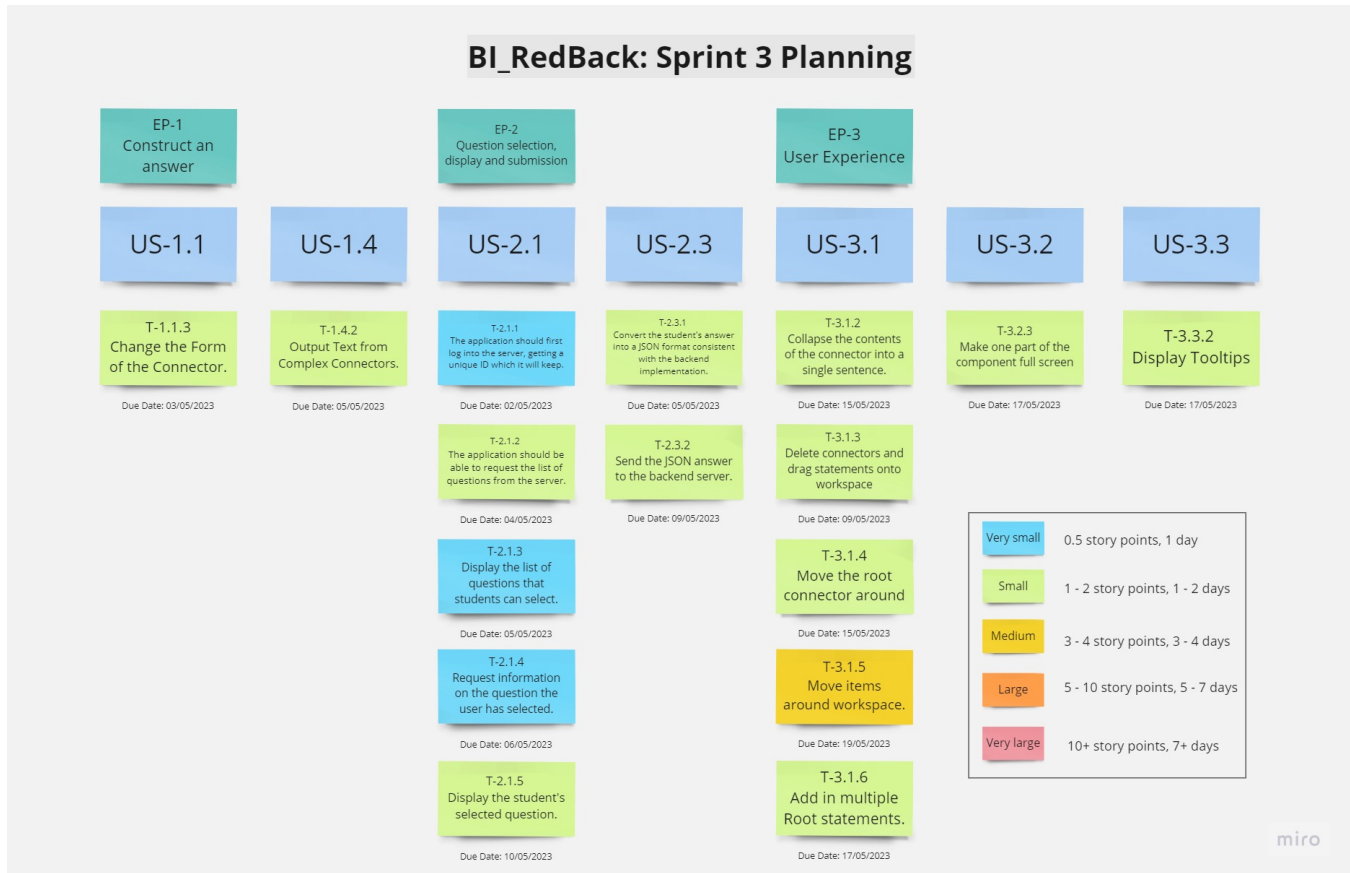 BI_RedBack: Sprint 3 Planning
EP-1
Construct an
answer
EP-2
Question selection,
display and submission
EP-3
User Experience
US-1.1
US-1.4
US-2.1
US-2.3
US-3.1
US-3.2
US-3.3
T-1.1.3
Change the Form
of the Connector.
Due Date: 03/05/2023
T-1.4.2
Output Text from
Complex Connectors.
Due Date: 05/05/2023
T-2.1.1
The application should first
log into the server, getting a
unique ID which it will keep.
Due Date: 02/05/2023
T-2.3.1
Convert the student's answer
into a JSON format consistent
with the backend
implementation.
Due Date: 05/05/2023
T-3.1.2
Collapse the contents
of the connector into a
single sentence.
Due Date: 15/05/2023
T-3.2.3
Make one part of the
component full screen
Due Date: 17/05/2023
T-3.3.2
Display Tooltips
Due Date: 17/05/2023
T-2.1.2
The application should be
able to request the list of
questions from the server.
Due Date: 04/05/2023
T-2.3.2
Send the JSON answer
to the backend server.
Due Date: 09/05/2023
T-3.1.3
Delete connectors and
drag statements onto
workspace
Due Date: 09/05/2023
T-2.1.3
Display the list of
questions that
students can select.
Due Date: 05/05/2023
T-3.1.4
Move the root
connector around
Due Date: 15/05/2023
T-2.1.4
Request information
on the question the
user has selected.
Due Date: 06/05/2023
T-3.1.5
Move items
around workspace.
Due Date: 19/05/2023
T-2.1.5
Display the student's
selected question.
Due Date: 10/05/2023
T-3.1.6
Add in multiple
Root statements.
Due Date: 17/05/2023
Very small 0.5 story points, 1 day
Small 1 - 2 story points, 1 - 2 days
Medium 3 - 4 story points, 3 - 4 days
Large 5 - 10 story points, 5 - 7 days
Very large 10+ story points, 7+ days
miro